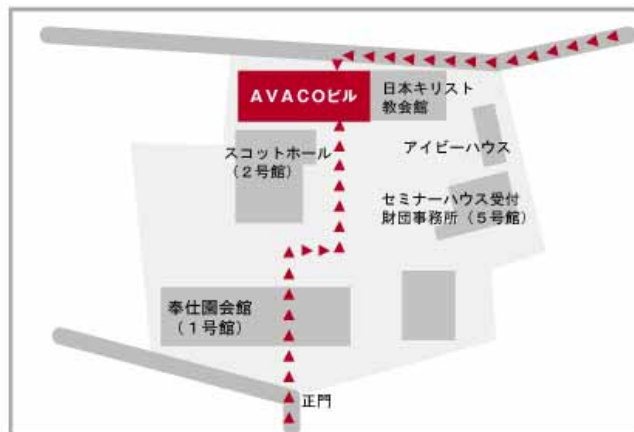 AVACOビル
日本キリスト
教会館
スコットホール
（２号館）
アイビーハウス
セミナーハウス受付
財団事務所（５号館）
奉仕園会館
（１号館）
正門